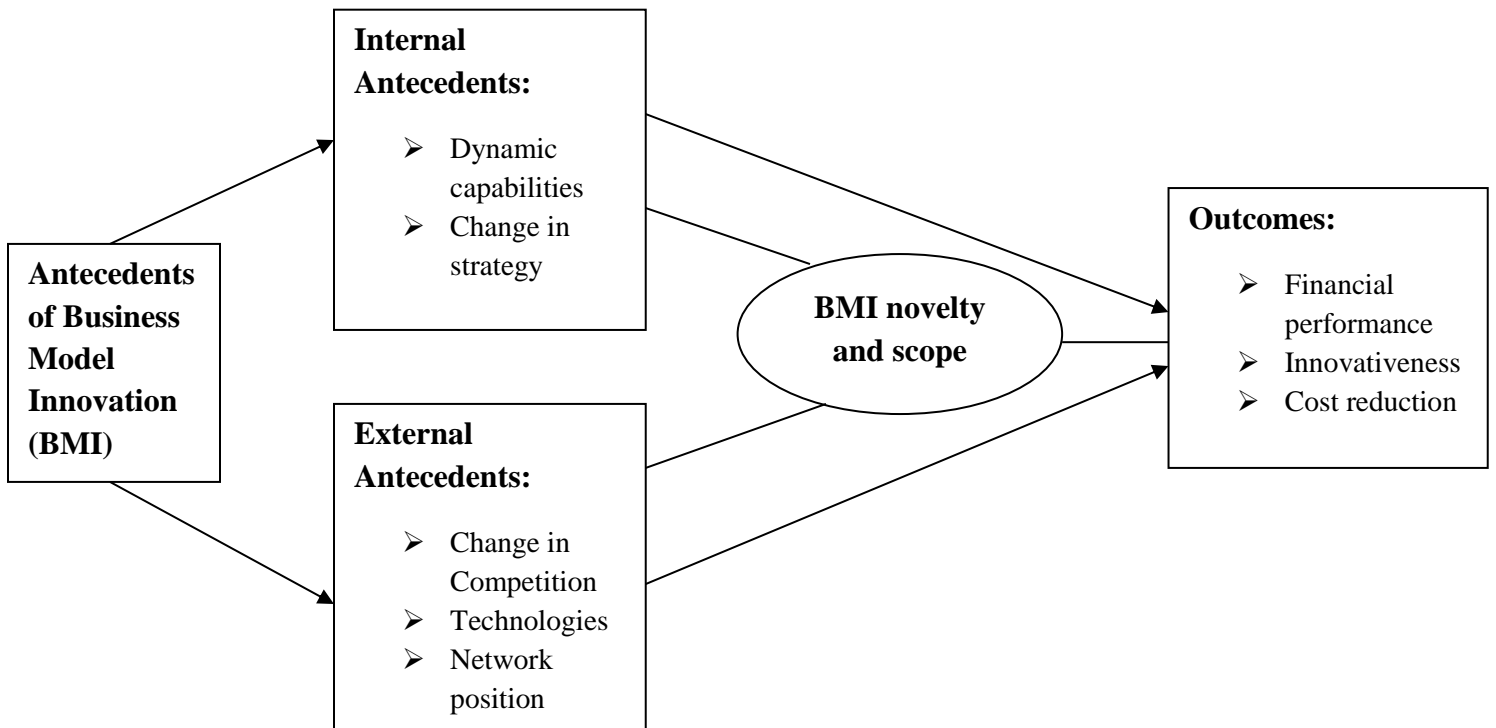 Antecedents
of Business
Model
Innovation
(BMI)
Internal
Antecedents:
➢ Dynamic
capabilities
➢ Change in
strategy
External
Antecedents:
➢ Change in
Competition
➢ Technologies
➢ Network
position
BMI novelty
and scope
Outcomes:
➢ Financial
performance
➢ Innovativeness
➢ Cost reduction